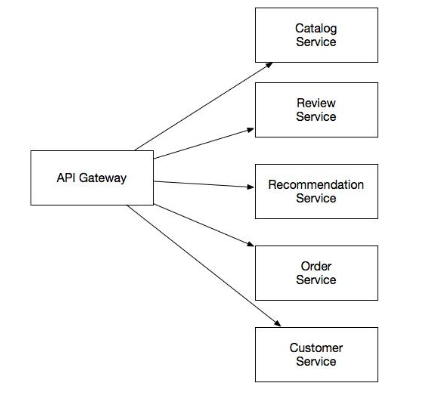 Catalog
Service
Review
Service
API Gateway
Recommendation
Service
Order
Service
Customer
Service